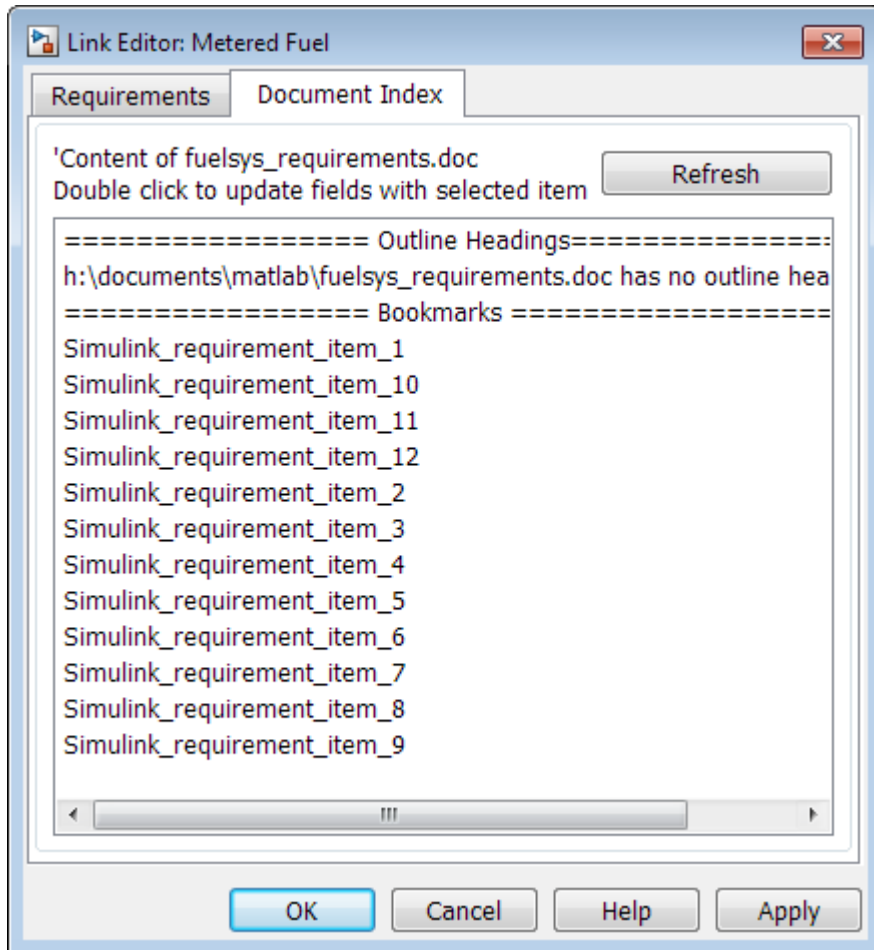 Link Editor: Metered Fuel
Requirements Document Index
'Content of fuelsys_requirements.doc
Double click to update fields with selected item
Refresh
================= Outline Headings===============
h:\documents\matlab\fuelsys_requirements.doc has no outline hea
================= Bookmarks ==================
Simulink_requirement_item_1
Simulink_requirement_item_10
Simulink_requirement_item_11
Simulink_requirement_item_12
Simulink_requirement_item_2
Simulink_requirement_item_3
Simulink_requirement_item_4
Simulink_requirement_item_5
Simulink_requirement_item_6
Simulink_requirement_item_7
Simulink_requirement_item_8
Simulink_requirement_item_9
OK Cancel Help Apply